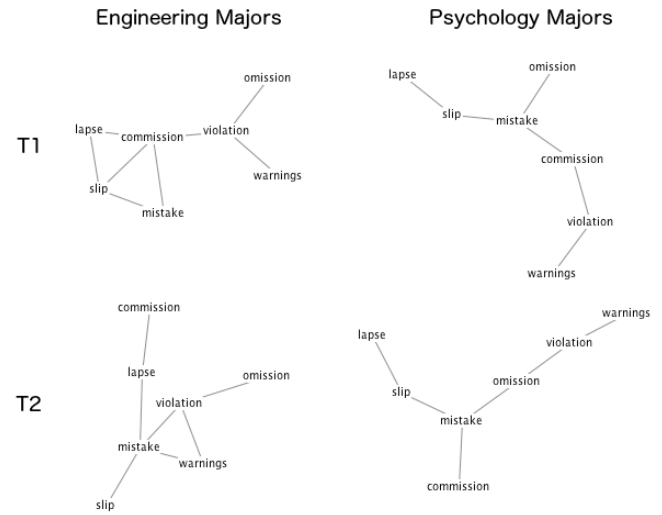 Engineering Majors
Psychology Majors
T1
omission
lapse
commission
violation
slip
mistake
warnings
lapse
omission
slip
mistake
commission
violation
warnings
T2
commission
lapse
omission
violation
mistake
warnings
slip
warnings
lapse
violation
omission
slip
mistake
commission